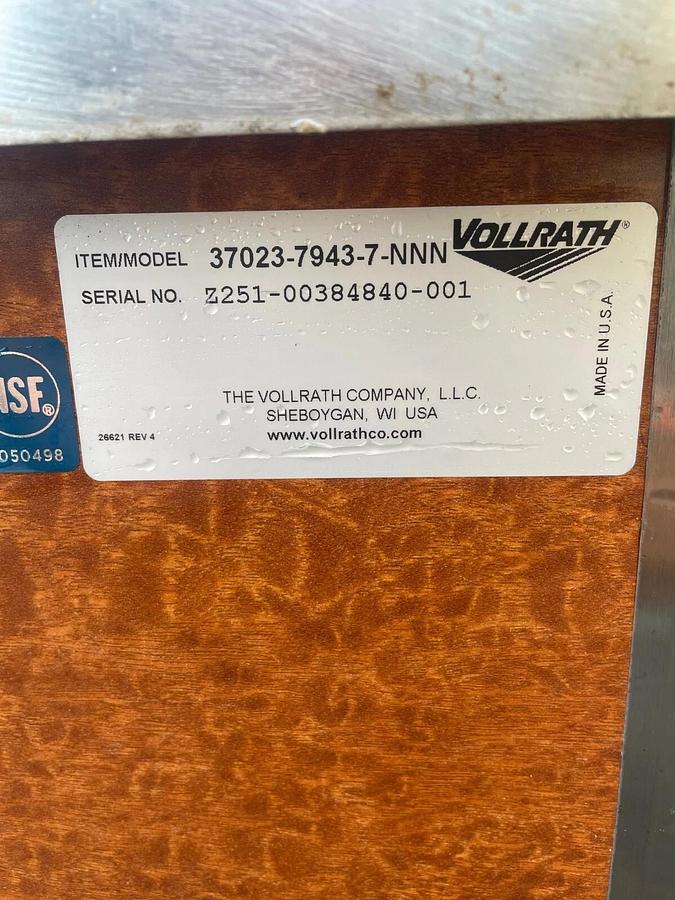 ITEM/MODEL 37023-7943-7-NNN VOLLRATH®
SERIAL NO. Z251-00384840-001
MADE IN U.S.A.
THE VOLLRATH COMPANY, L.L.C.
SHEBOYGAN, WI USA
26621 REV 4 www.vollrathco.com
NSF®
050498